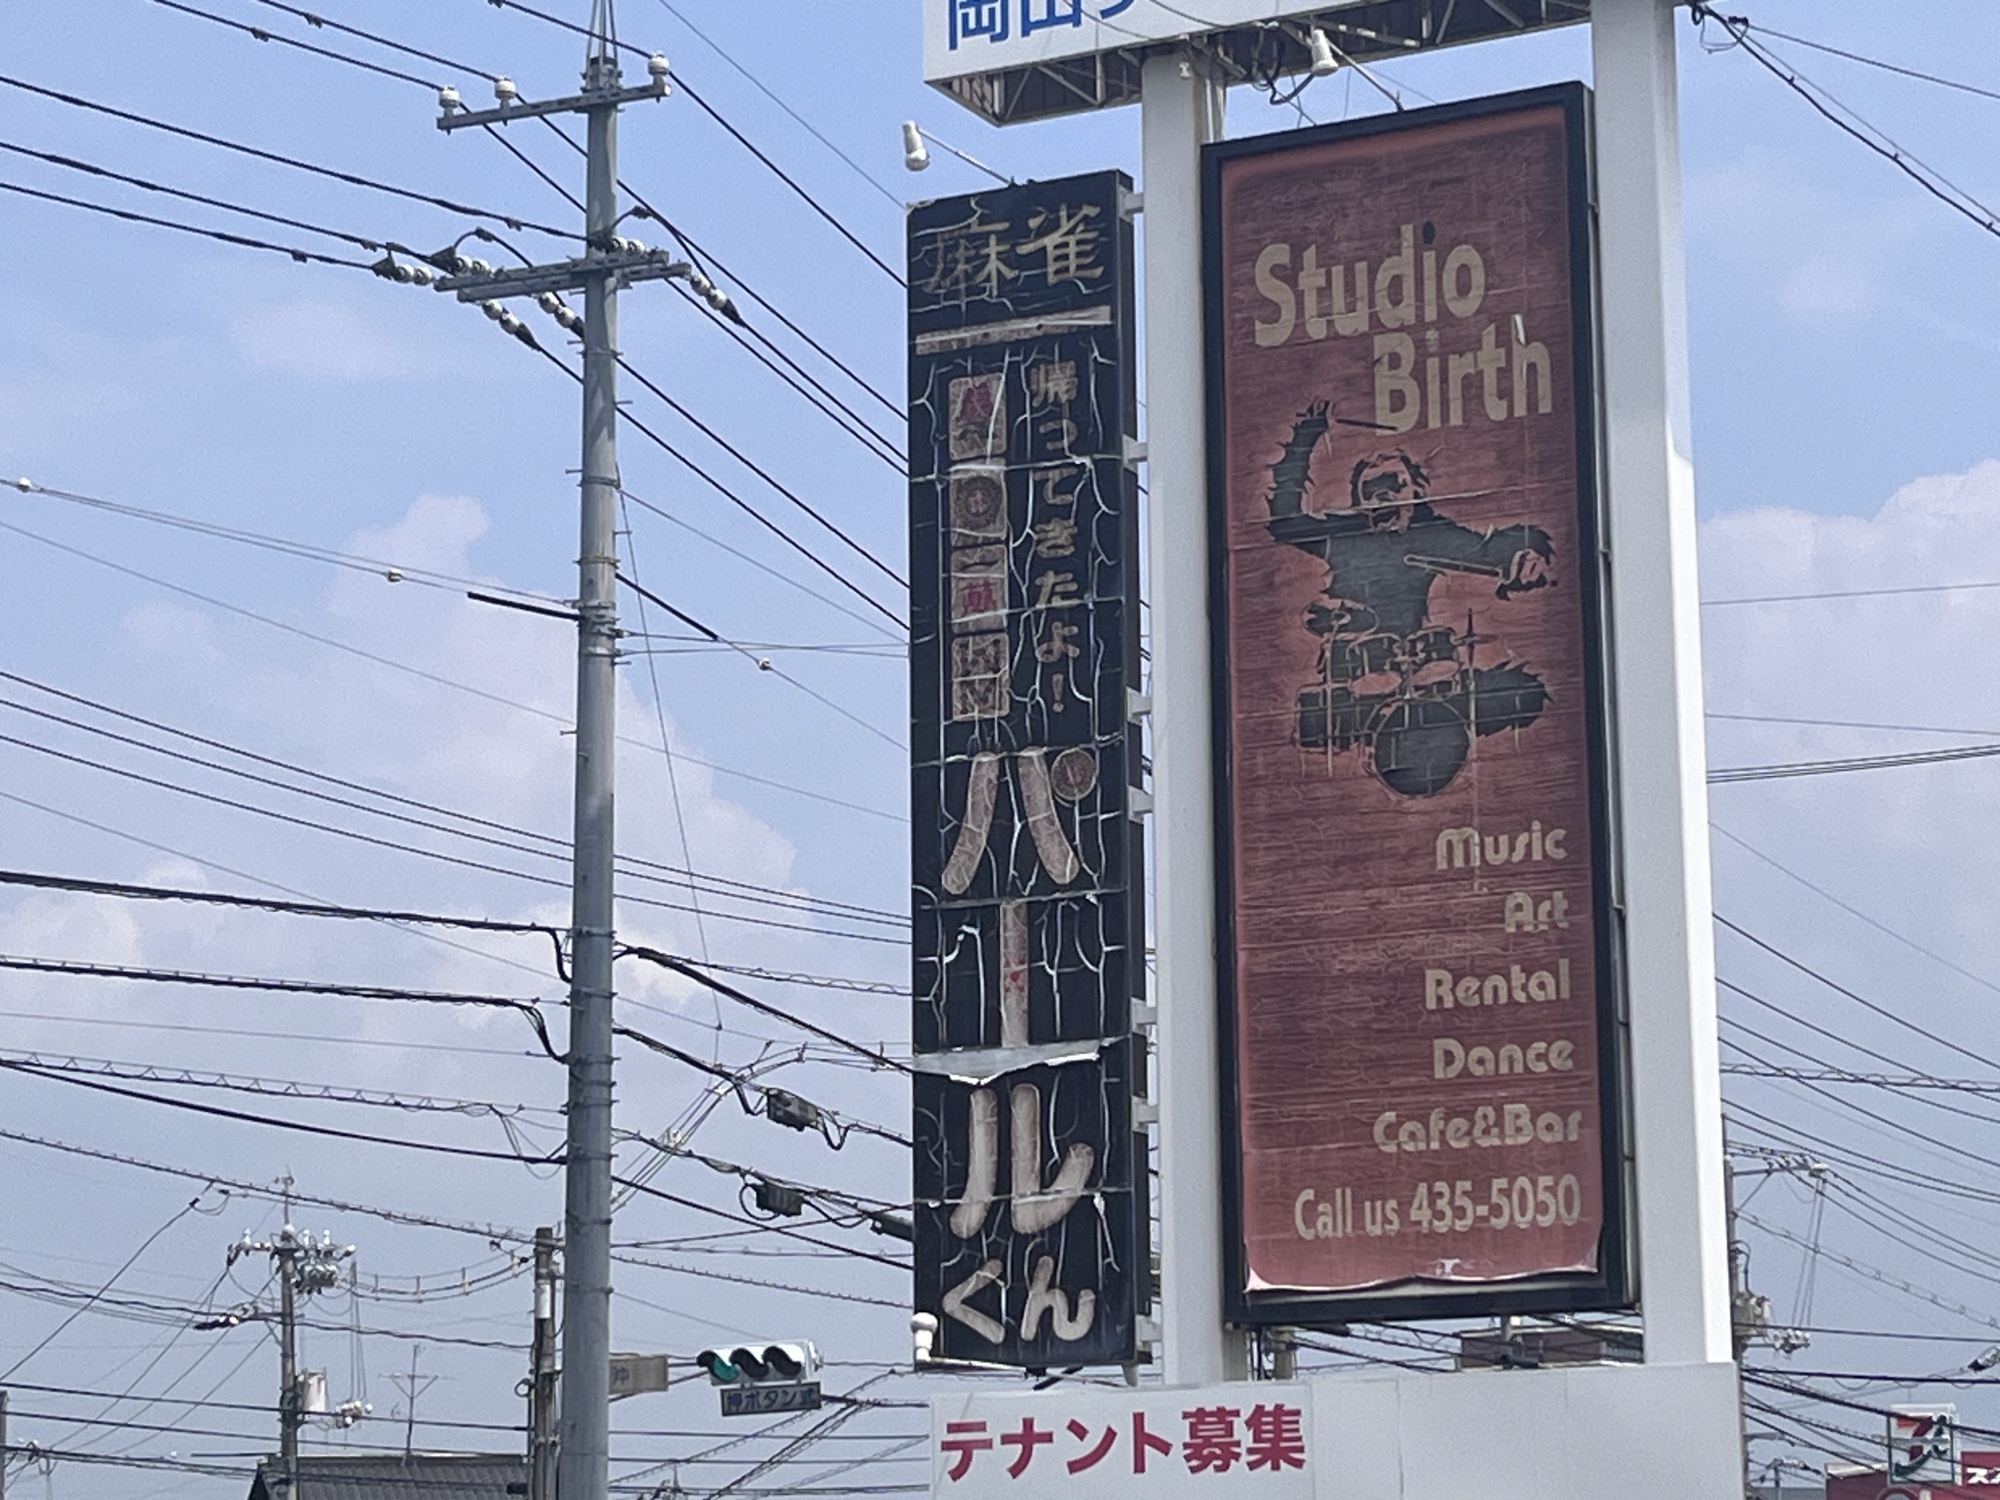 岡山
麻雀
帰ってきたよ！
パールくん
Studio
Birth
Music
Art
Rental
Dance
Cafe&Bar
Call us 435-5050
押ボタン式
テナント募集
7